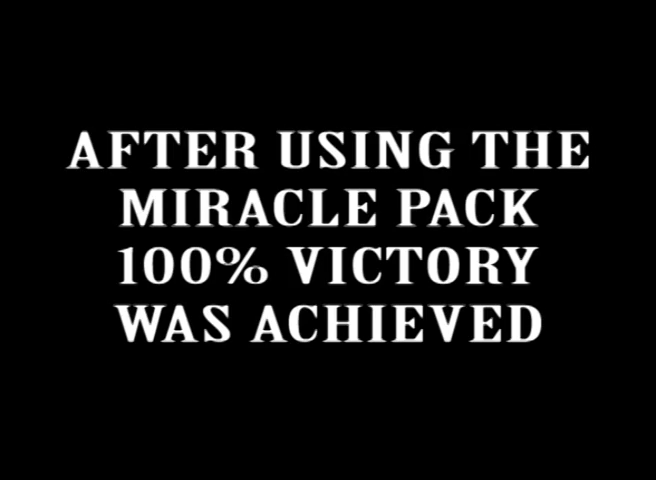 AFTER USING THE
MIRACLE PACK
100% VICTORY
WAS ACHIEVED